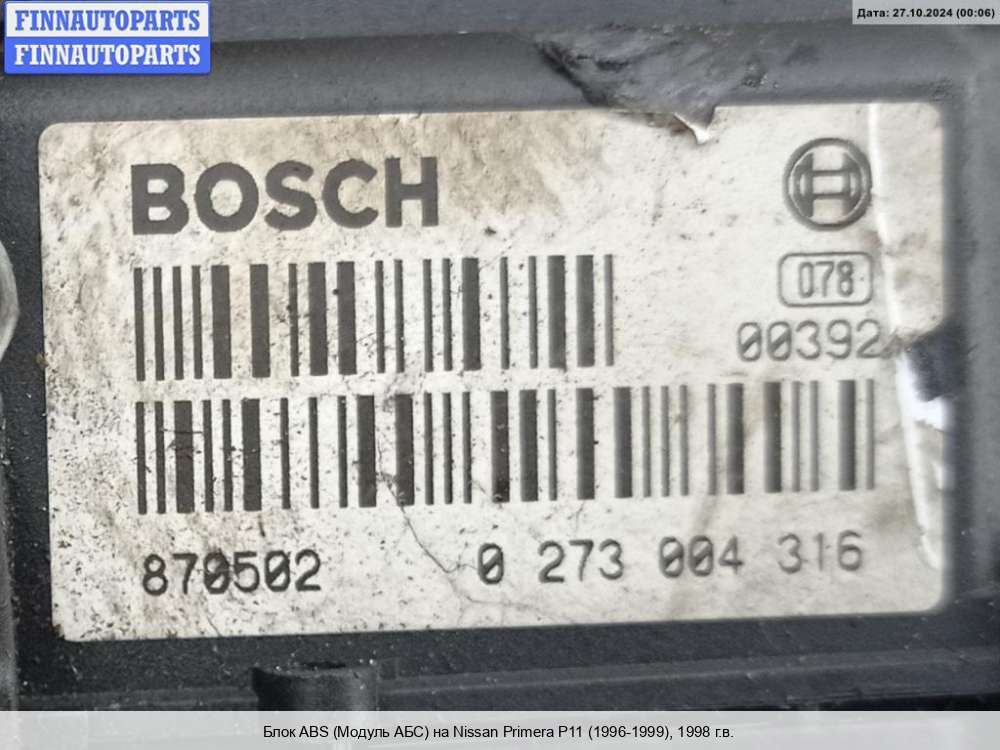 FINNAUTOPARTS
FINNAUTOPARTS
Дата: 27.10.2024 (00:06)
BOSCH
078
00392
870502 0 273 004 316
Блок ABS (Модуль АБС) на Nissan Primera P11 (1996-1999), 1998 г.в.